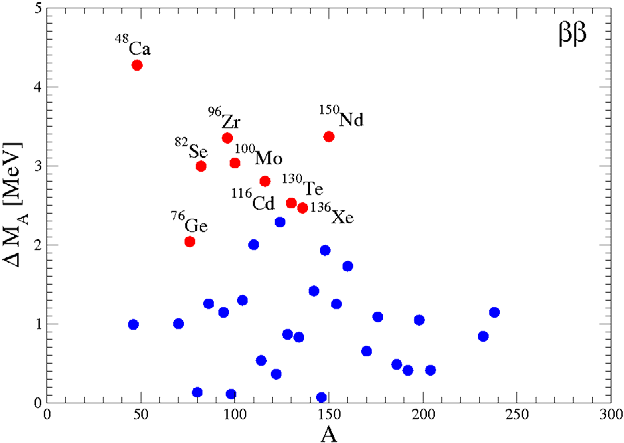 5
ββ
⁴⁸Ca
4
⁹⁶Zr
¹⁵⁰Nd
⁸²Se
¹⁰⁰Mo
3
¹³⁰Te
¹¹⁶Cd
¹³⁶Xe
⁷⁶Ge
2
1
0
Δ M_A [MeV]
0 50 100 150 200 250 300
A